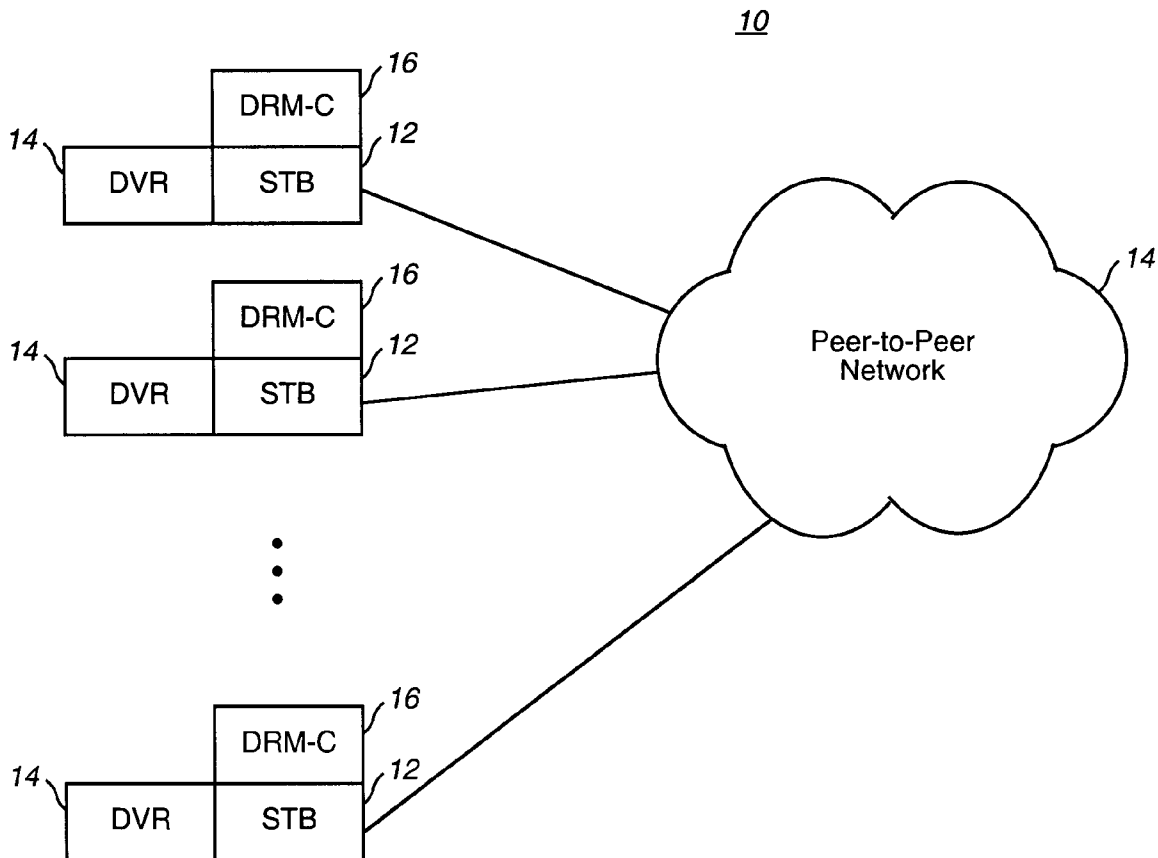 10
16
DRM-C
14
12
DVR
STB
16
DRM-C
14
12
DVR
STB
14
Peer-to-Peer
Network
16
DRM-C
14
12
DVR
STB